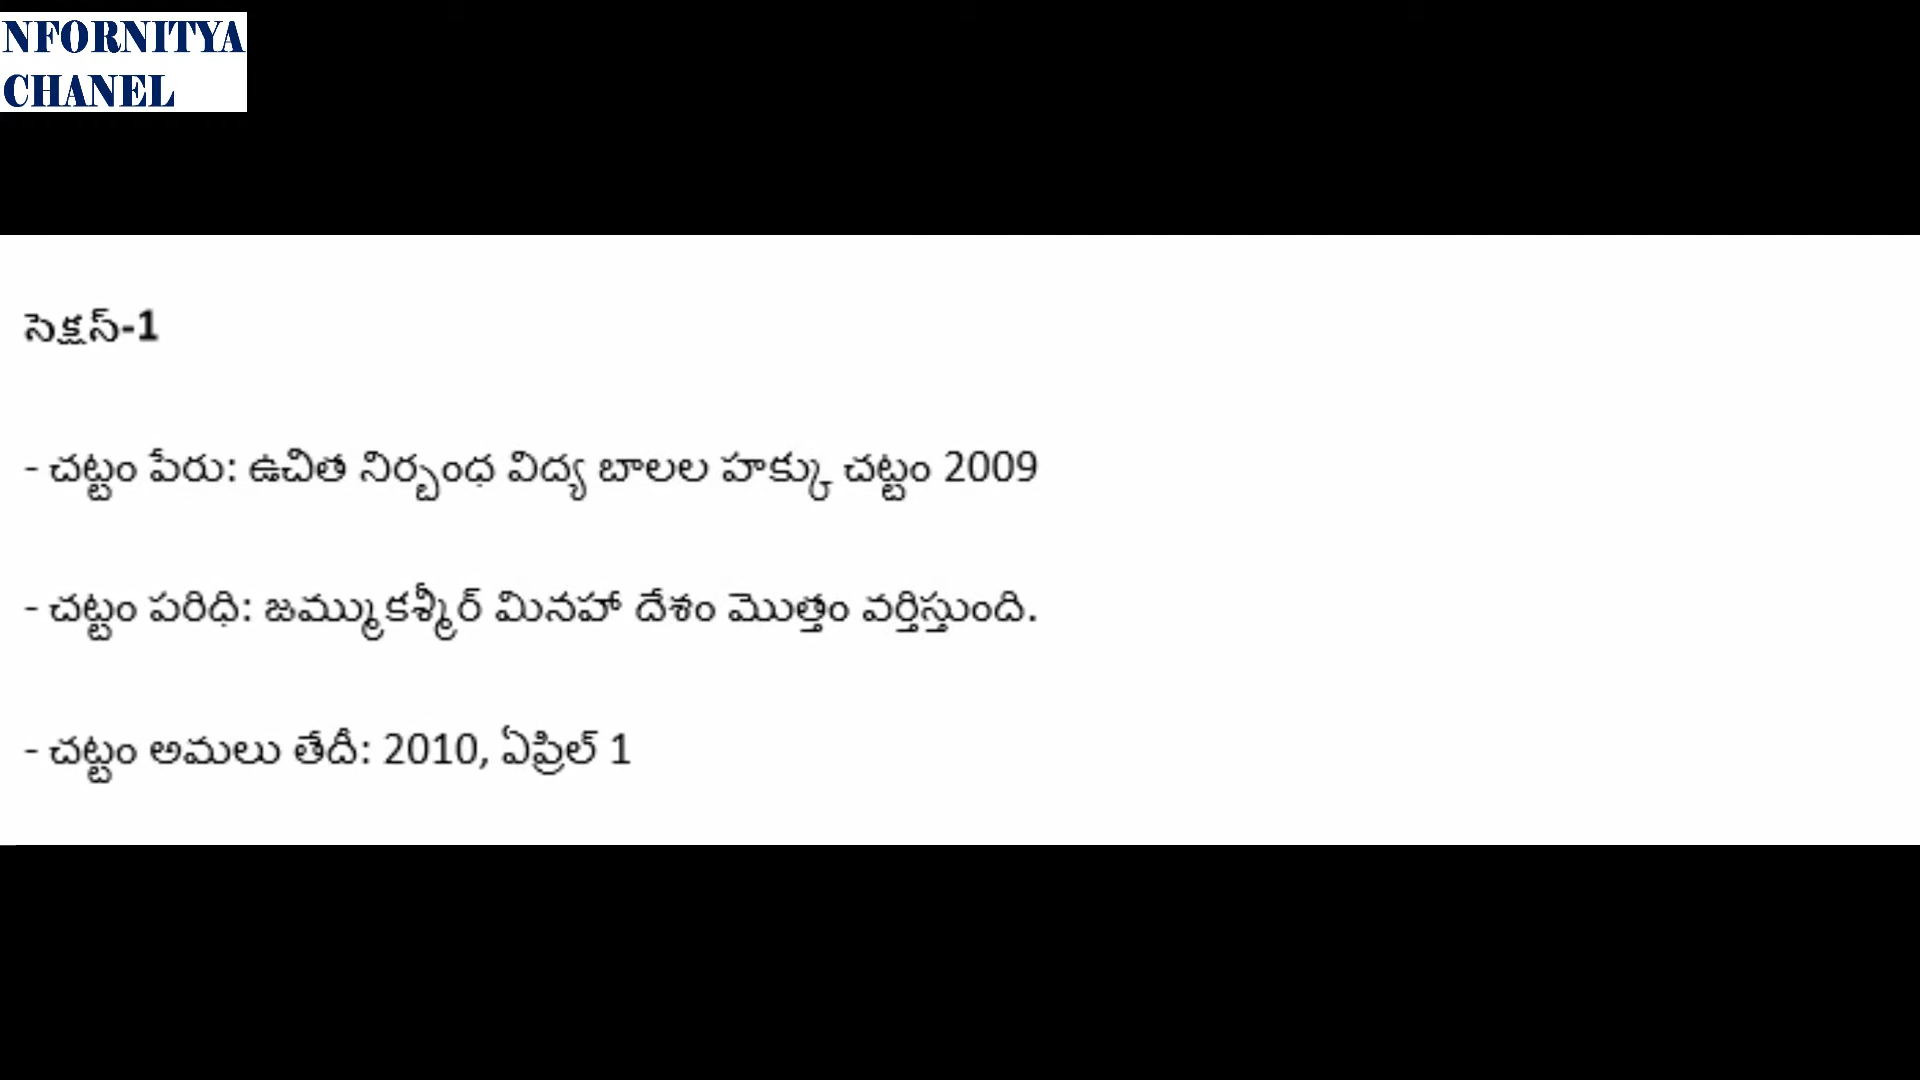 NFORNITYA
CHANEL
సెక్షన్-1
- చట్టం పేరు: ఉచిత నిర్బంధ విద్య బాలల హక్కు చట్టం 2009
- చట్టం పరిధి: జమ్ముకశ్మీర్ మినహా దేశం మొత్తం వర్తిస్తుంది.
- చట్టం అమలు తేదీ: 2010, ఏప్రిల్ 1